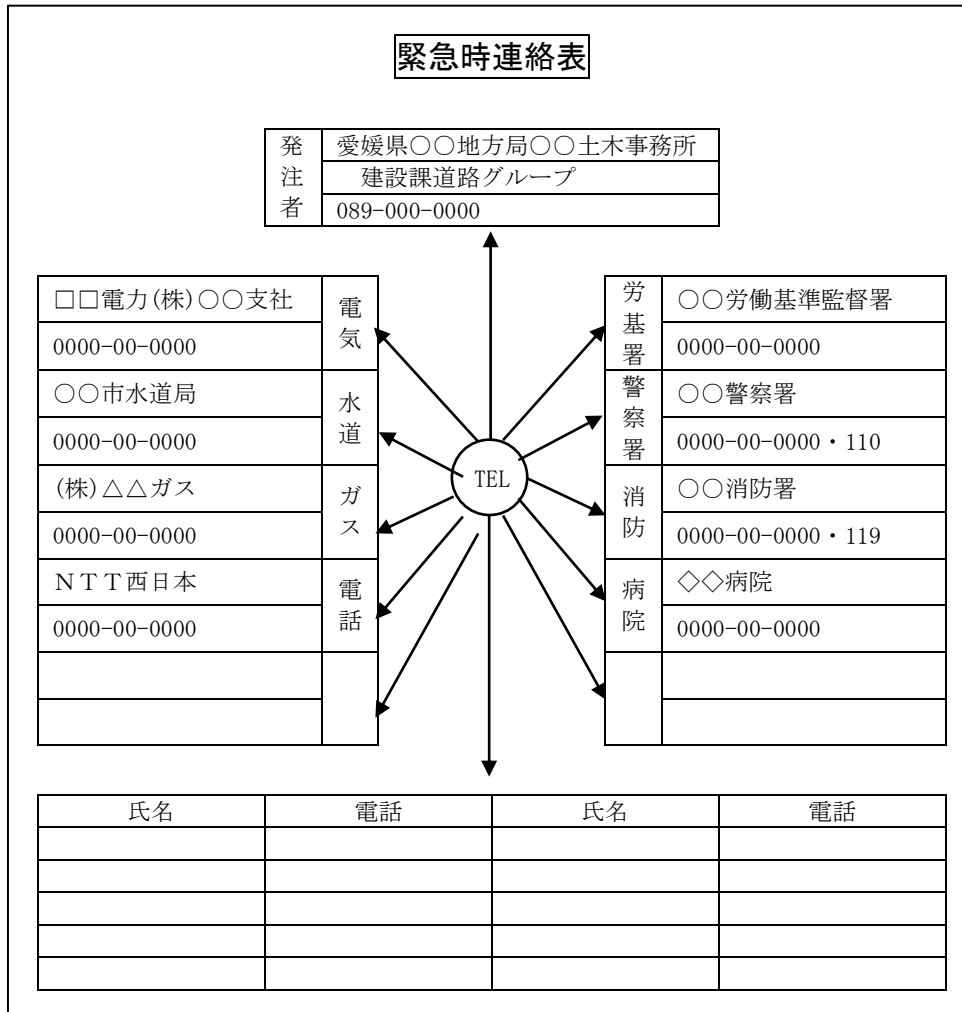 緊急時連絡表
発注者
愛媛県○○地方局○○土木事務所
建設課道路グループ
089-000-0000
□□電力(株)○○支社
0000-00-0000
電気
○○市水道局
0000-00-0000
水道
(株)△△ガス
0000-00-0000
ガス
ＮＴＴ西日本
0000-00-0000
電話
TEL
労基署
○○労働基準監督署
0000-00-0000
警察署
○○警察署
0000-00-0000・110
消防
○○消防署
0000-00-0000・119
病院
◇◇病院
0000-00-0000
氏名 電話 氏名 電話